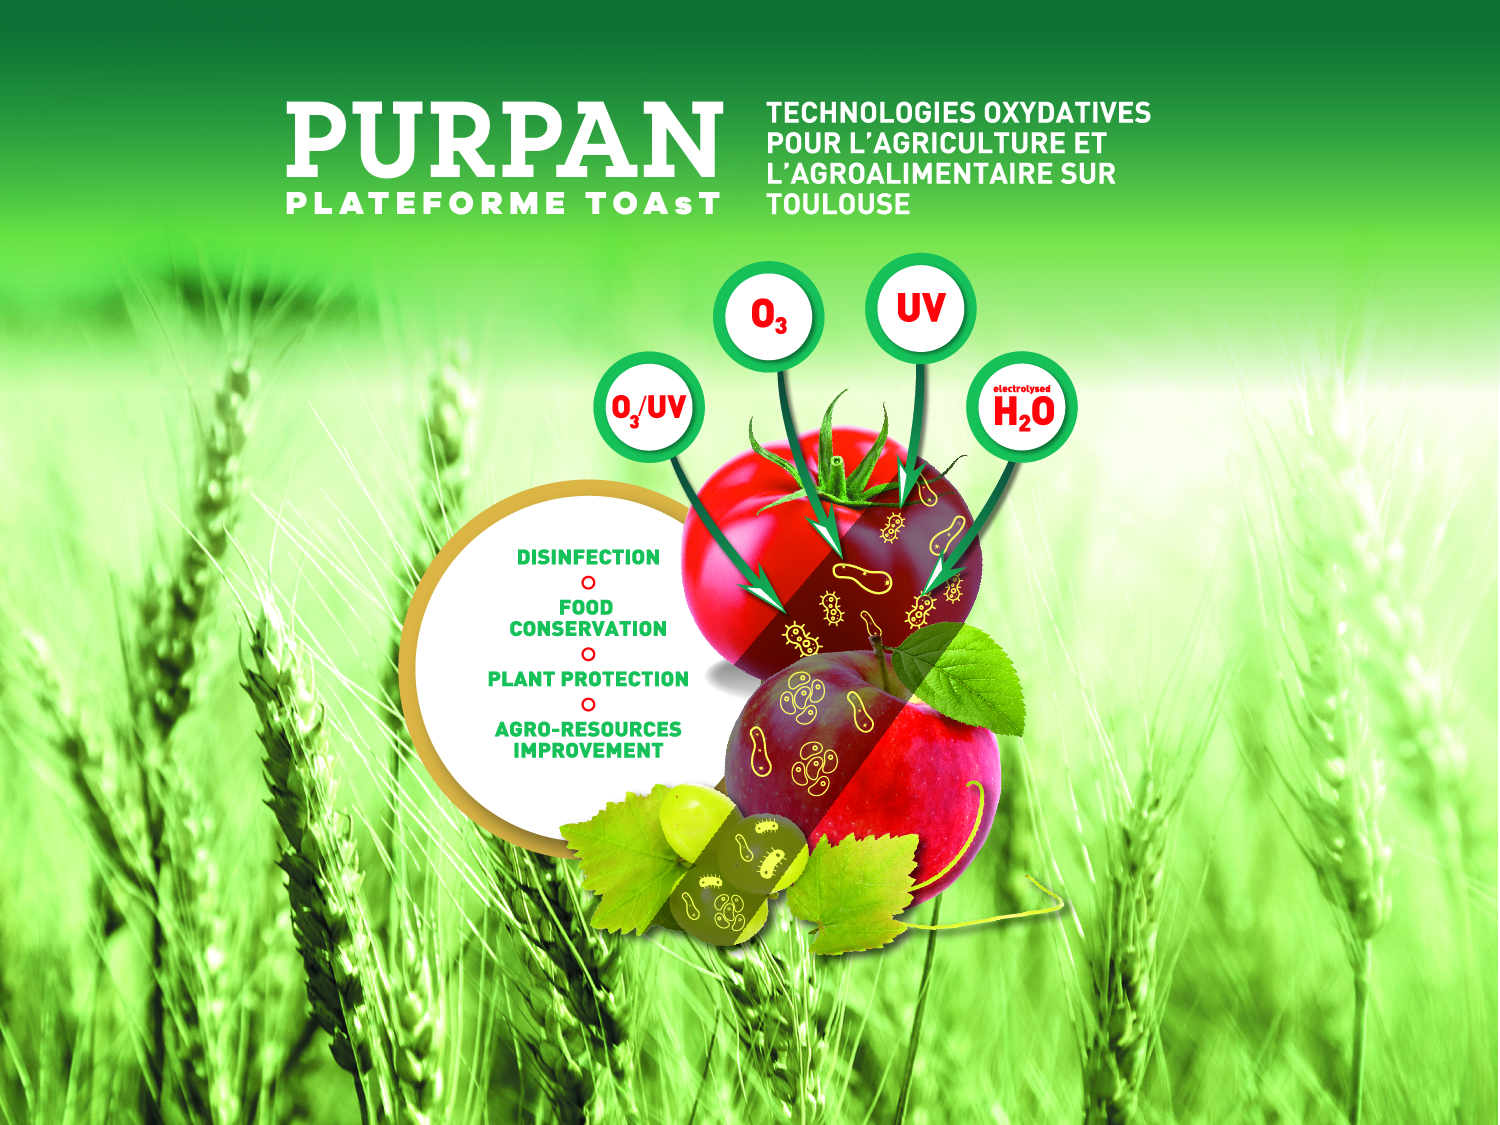 PURPAN
PLATEFORME TOAsT
TECHNOLOGIES OXYDATIVES
POUR L'AGRICULTURE ET
L'AGROALIMENTAIRE SUR
TOULOUSE
O₃/UV
O₃
UV
electrolysed
H₂O
DISINFECTION
FOOD
CONSERVATION
PLANT PROTECTION
AGRO-RESOURCES
IMPROVEMENT